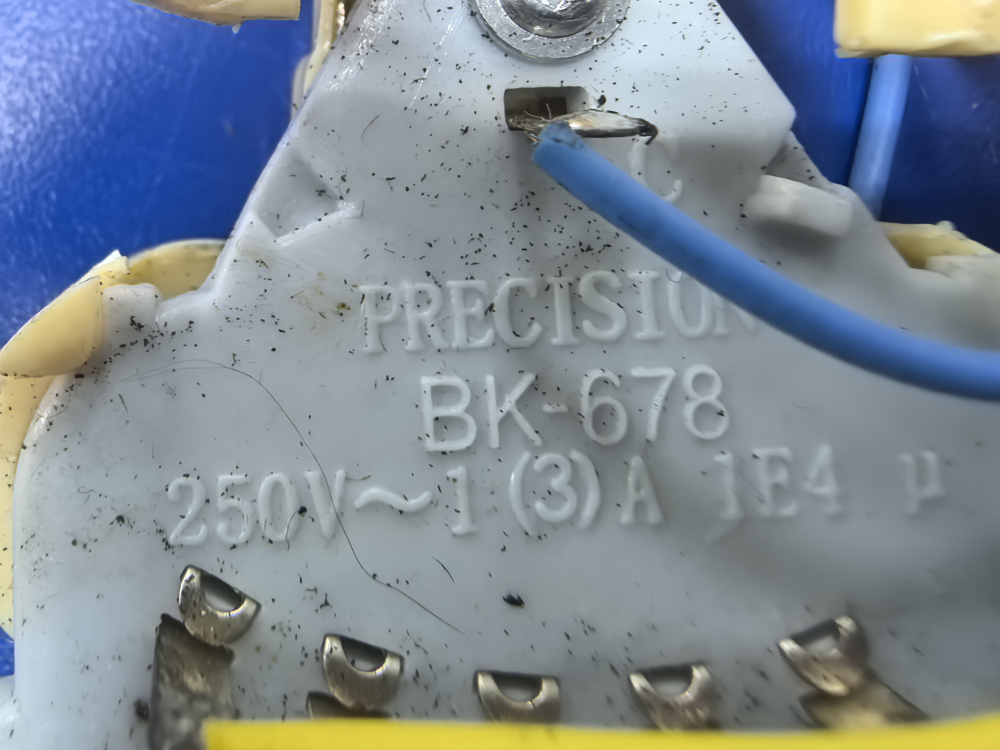 C
PRECISION
BK-678
250V~1(3)A 1E4 μ